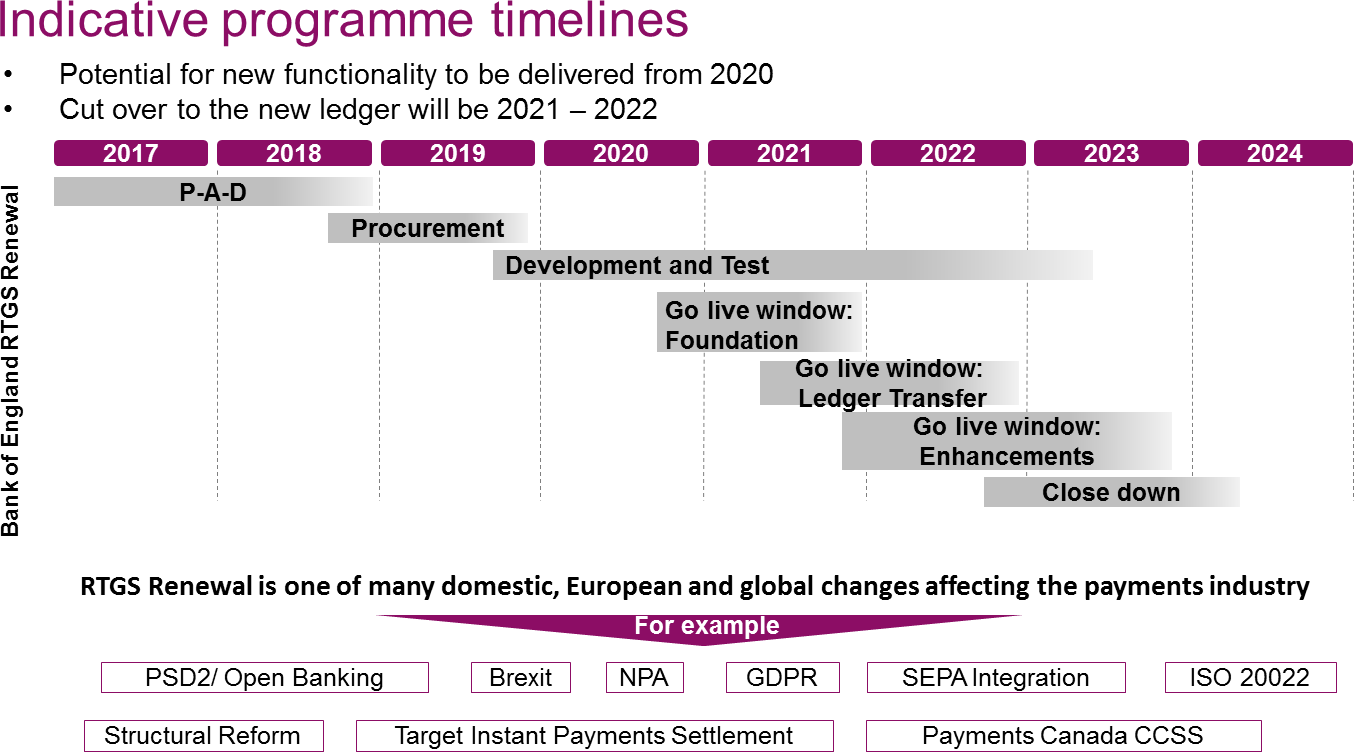 Indicative programme timelines
• Potential for new functionality to be delivered from 2020
• Cut over to the new ledger will be 2021 – 2022
2017 2018 2019 2020 2021 2022 2023 2024
Bank of England RTGS Renewal
P-A-D
Procurement
Development and Test
Go live window:
Foundation
Go live window:
Ledger Transfer
Go live window:
Enhancements
Close down
RTGS Renewal is one of many domestic, European and global changes affecting the payments industry
For example
PSD2/ Open Banking Brexit NPA GDPR SEPA Integration ISO 20022
Structural Reform Target Instant Payments Settlement Payments Canada CCSS